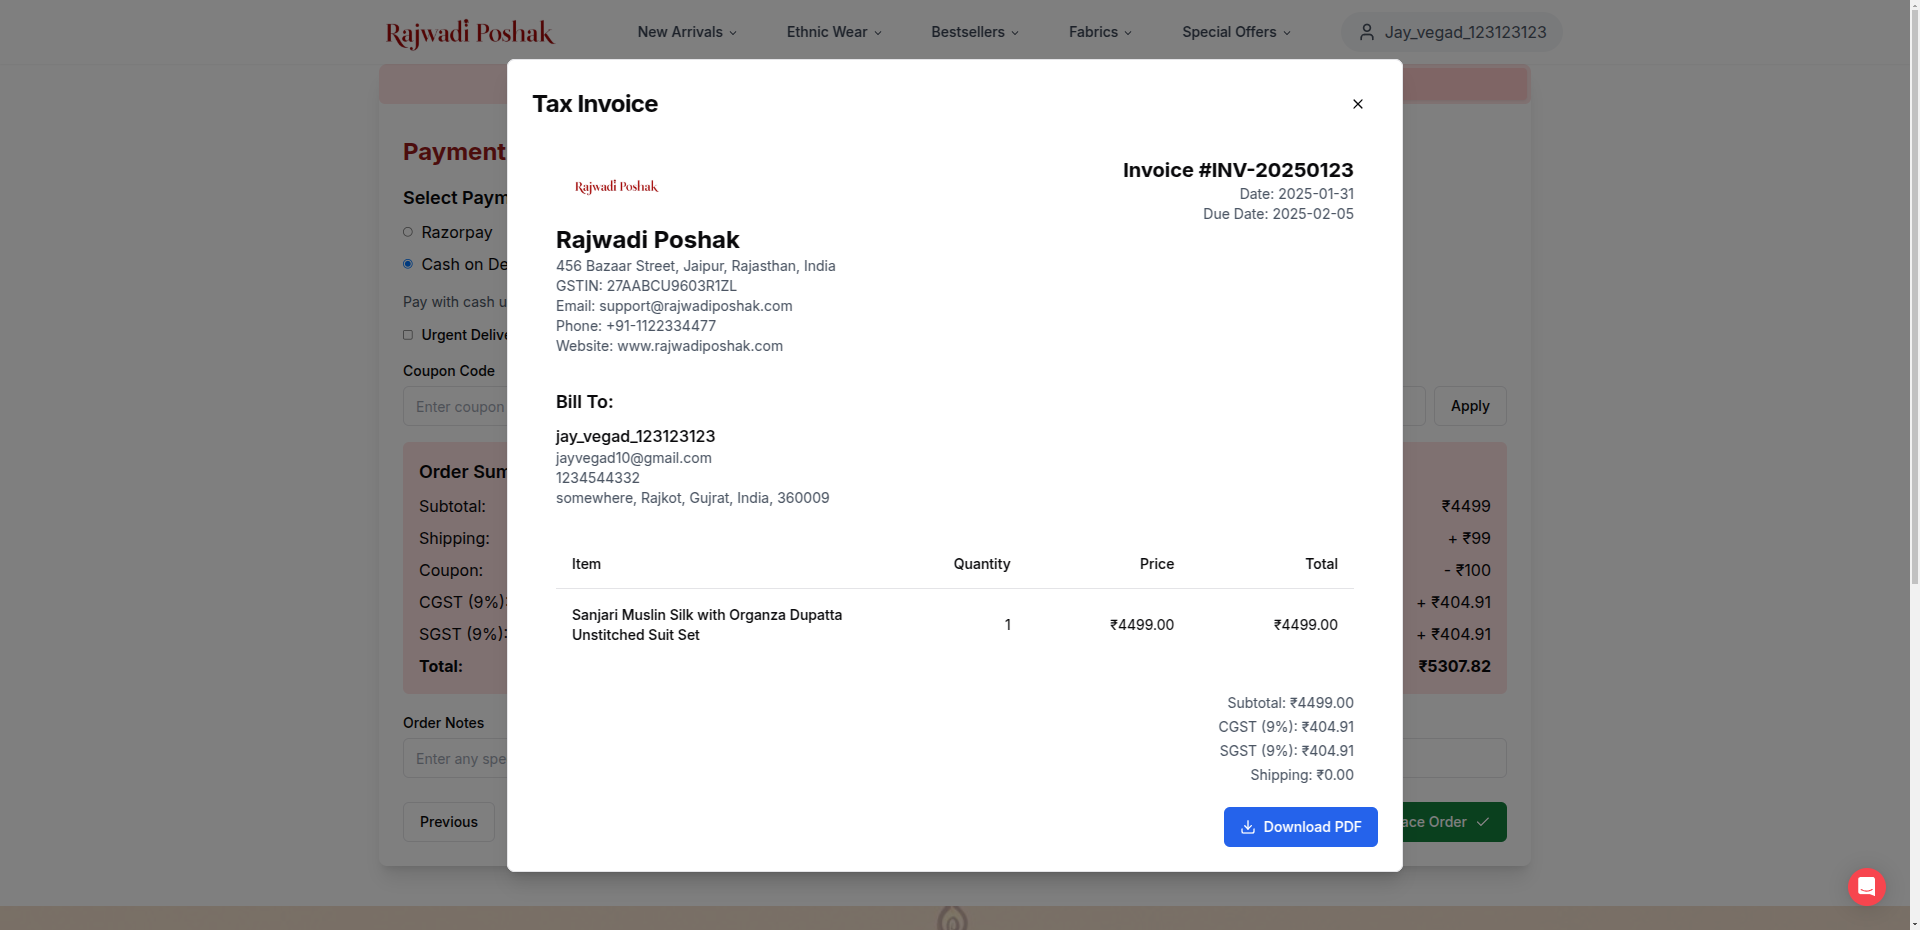 Rajwadi Poshak
New Arrivals
Ethnic Wear
Bestsellers
Fabrics
Special Offers
Jay_vegad_123123123
Tax Invoice
Rajwadi Poshak
Invoice #INV-20250123
Date: 2025-01-31
Due Date: 2025-02-05
Rajwadi Poshak
456 Bazaar Street, Jaipur, Rajasthan, India
GSTIN: 27AABCU9603R1ZL
Email: support@rajwadiposhak.com
Phone: +91-1122334477
Website: www.rajwadiposhak.com
Bill To:
jay_vegad_123123123
jayvegad10@gmail.com
1234544332
somewhere, Rajkot, Gujrat, India, 360009
Item Quantity Price Total
Sanjari Muslin Silk with Organza Dupatta
Unstitched Suit Set
1 ₹4499.00 ₹4499.00
Subtotal: ₹4499.00
CGST (9%): ₹404.91
SGST (9%): ₹404.91
Shipping: ₹0.00
Download PDF
Payment
Select Paym
Razorpay
Cash on De
Pay with cash u
Urgent Delive
Coupon Code
Enter coupon
Apply
Order Sum
Subtotal: ₹4499
Shipping: + ₹99
Coupon: - ₹100
CGST (9%): + ₹404.91
SGST (9%): + ₹404.91
Total: ₹5307.82
Order Notes
Enter any spe
Previous
ace Order